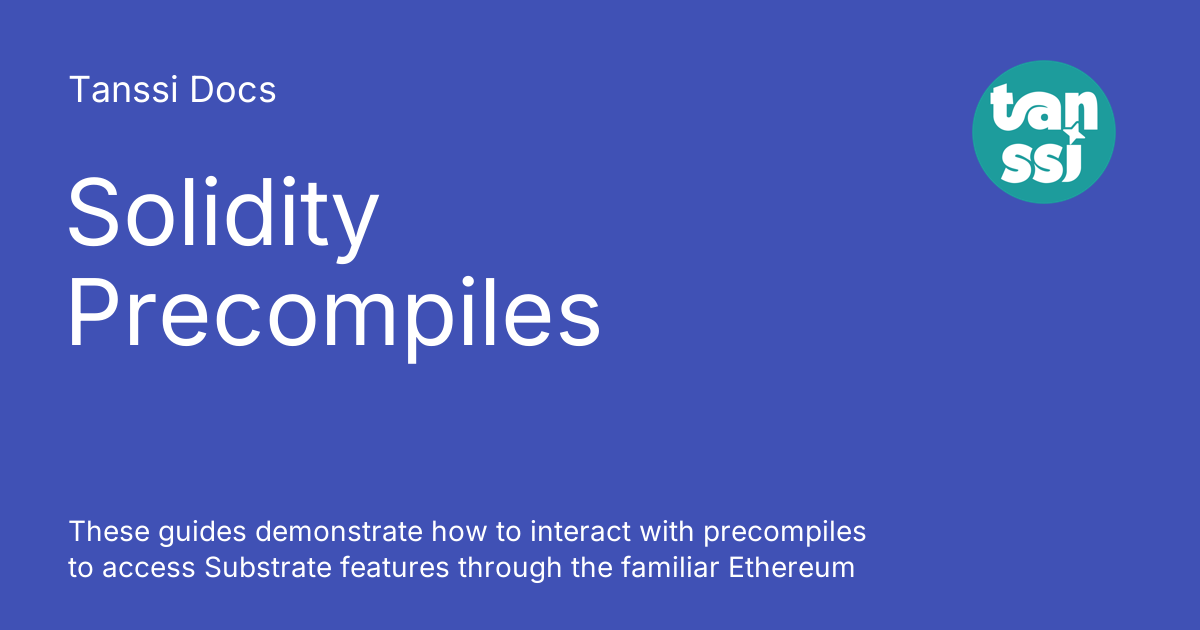 Tanssi Docs
tan
ssi
Solidity
Precompiles
These guides demonstrate how to interact with precompiles
to access Substrate features through the familiar Ethereum